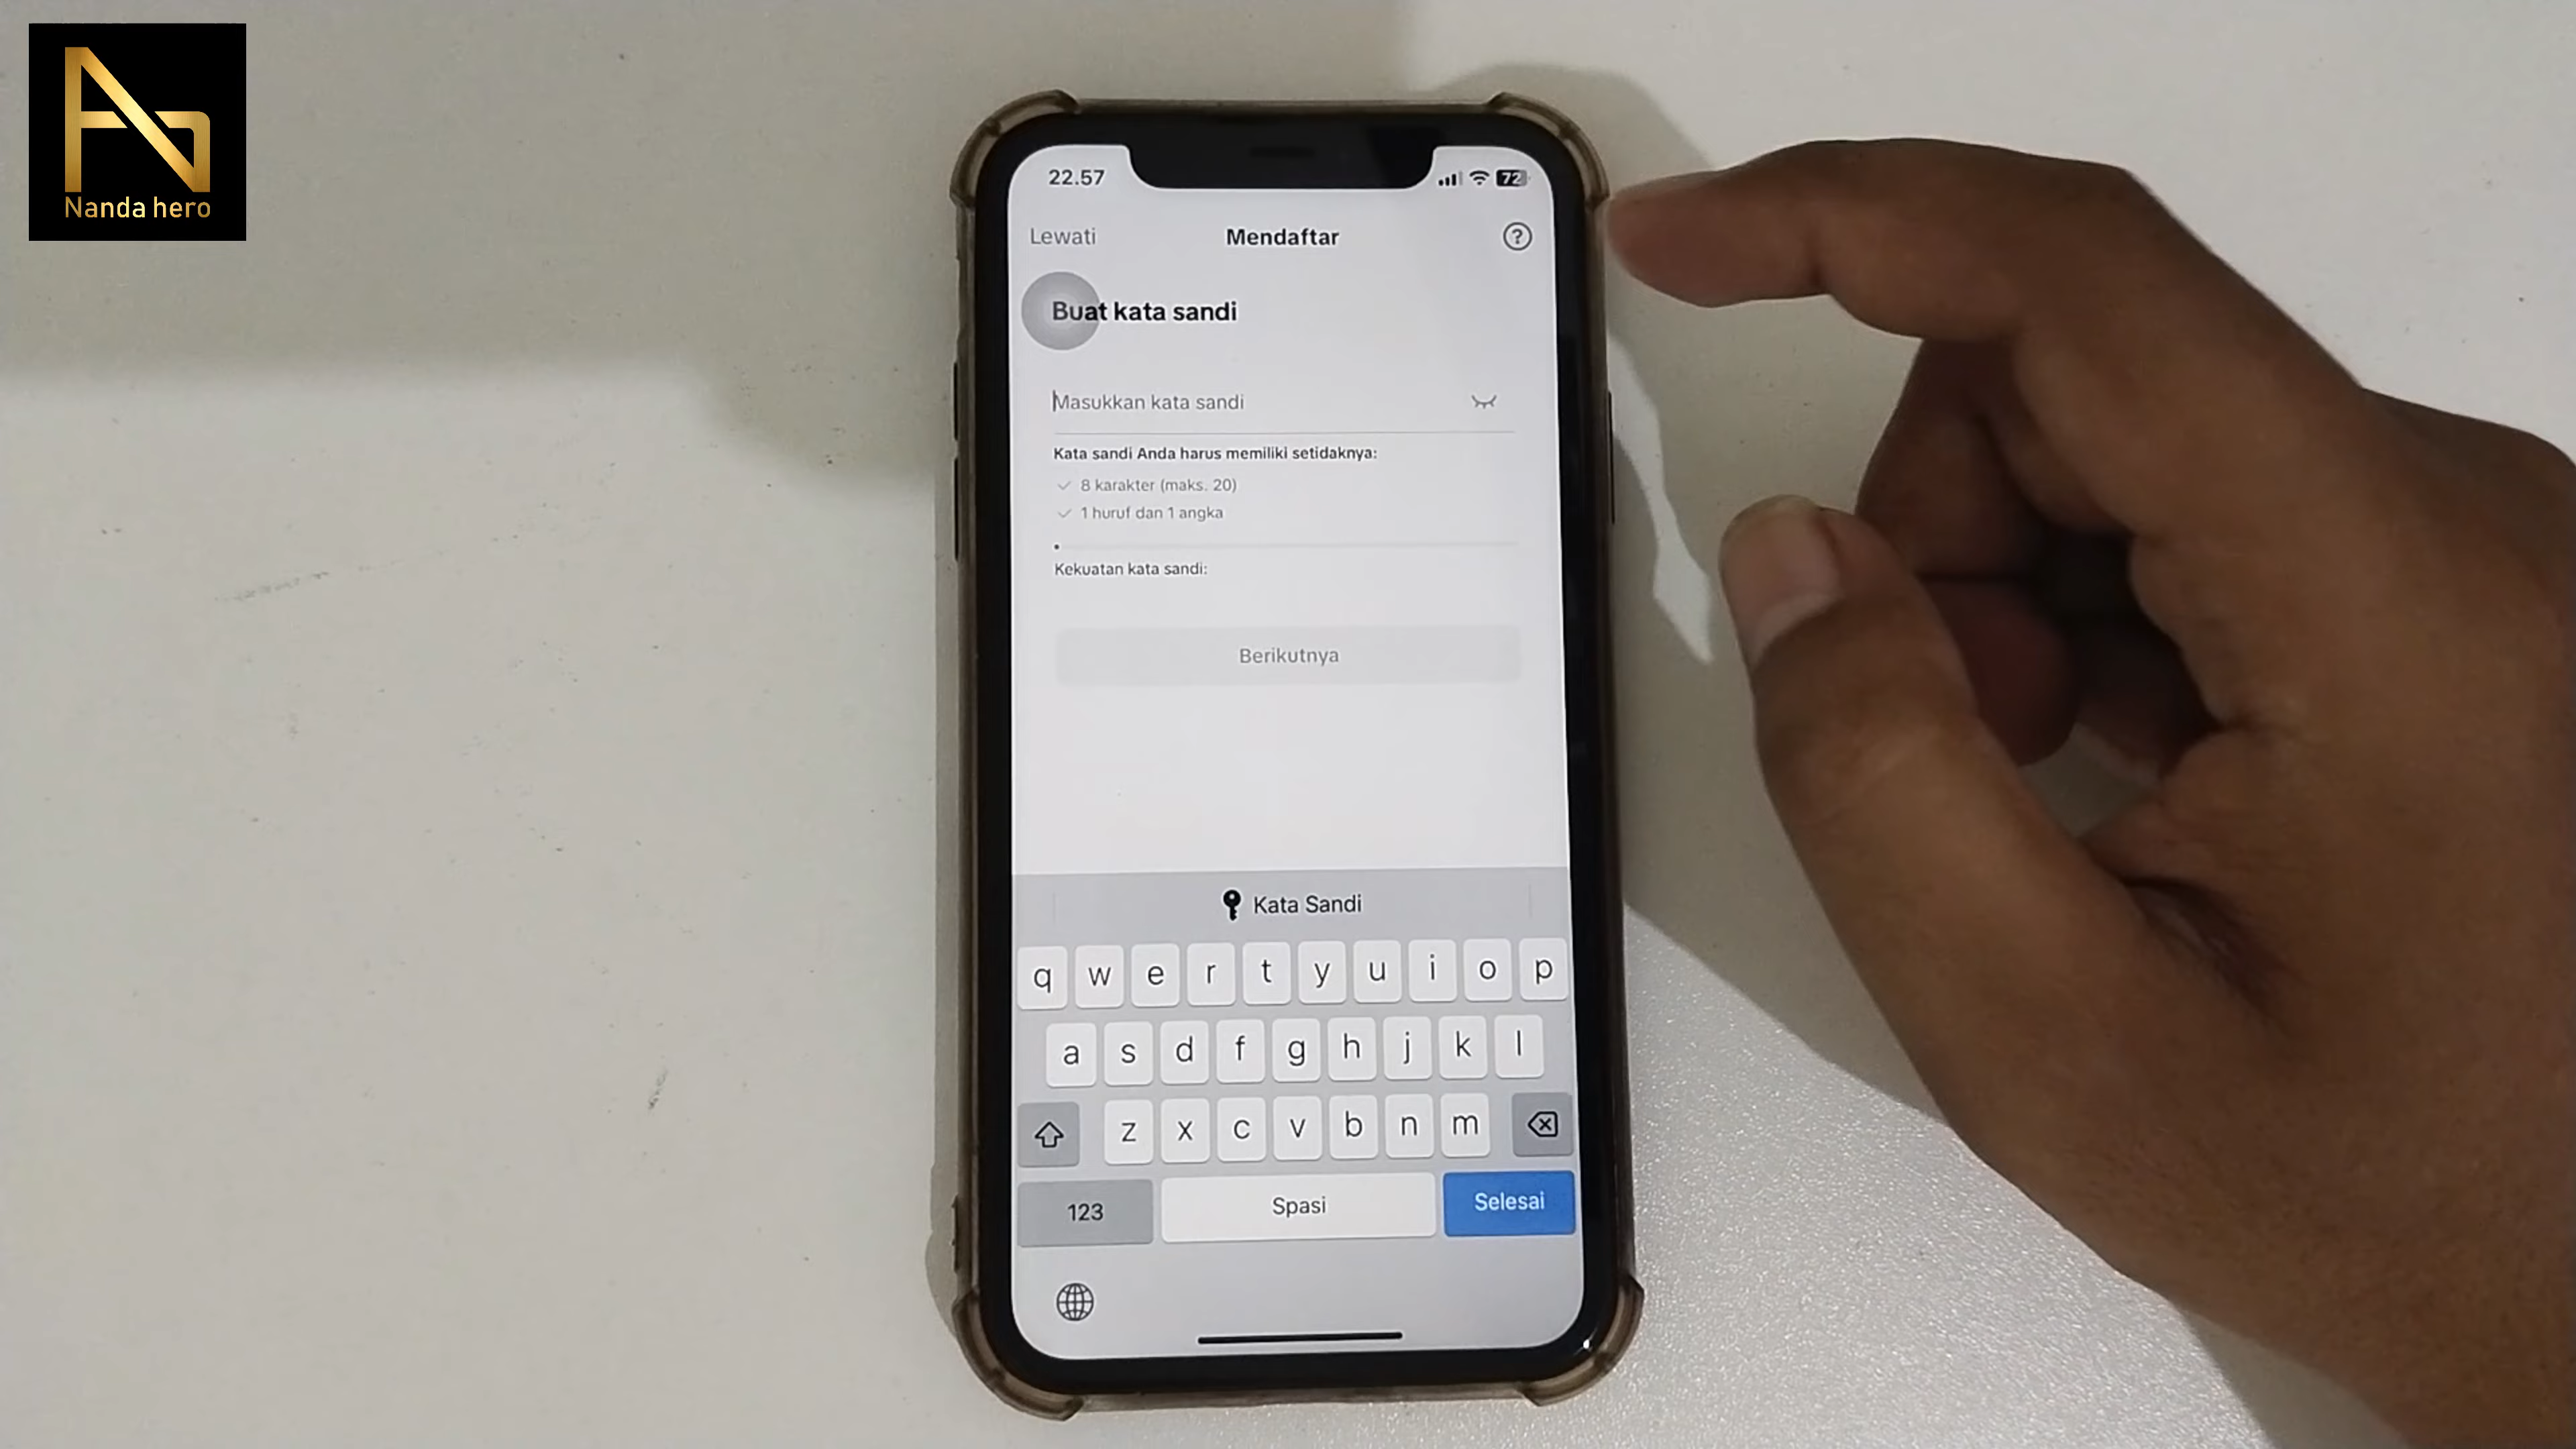 Nanda hero
22.57
72
Lewati
Mendaftar
?
Buat kata sandi
Masukkan kata sandi
Kata sandi Anda harus memiliki setidaknya:
8 karakter (maks. 20)
1 huruf dan 1 angka
Kekuatan kata sandi:
Berikutnya
Kata Sandi
q w e r t y u i o p
a s d f g h j k l
z x c v b n m
123 Spasi Selesai